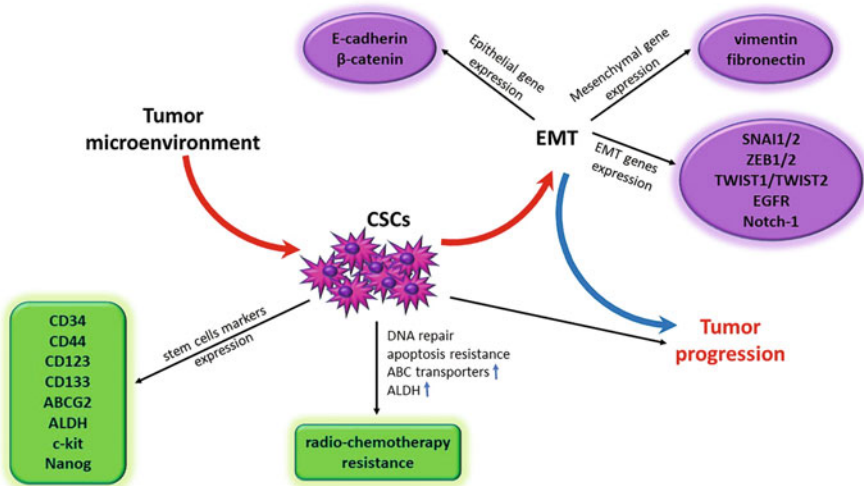 E-cadherin
β-catenin
Epithelial gene
expression
Mesenchymal gene
expression
vimentin
fibronectin
Tumor
microenvironment
EMT
EMT genes
expression
SNAI1/2
ZEB1/2
TWIST1/TWIST2
EGFR
Notch-1
CSCs
stem cells markers
expression
CD34
CD44
CD123
CD133
ABCG2
ALDH
c-kit
Nanog
DNA repair
apoptosis resistance
ABC transporters
ALDH
radio-chemotherapy
resistance
Tumor
progression